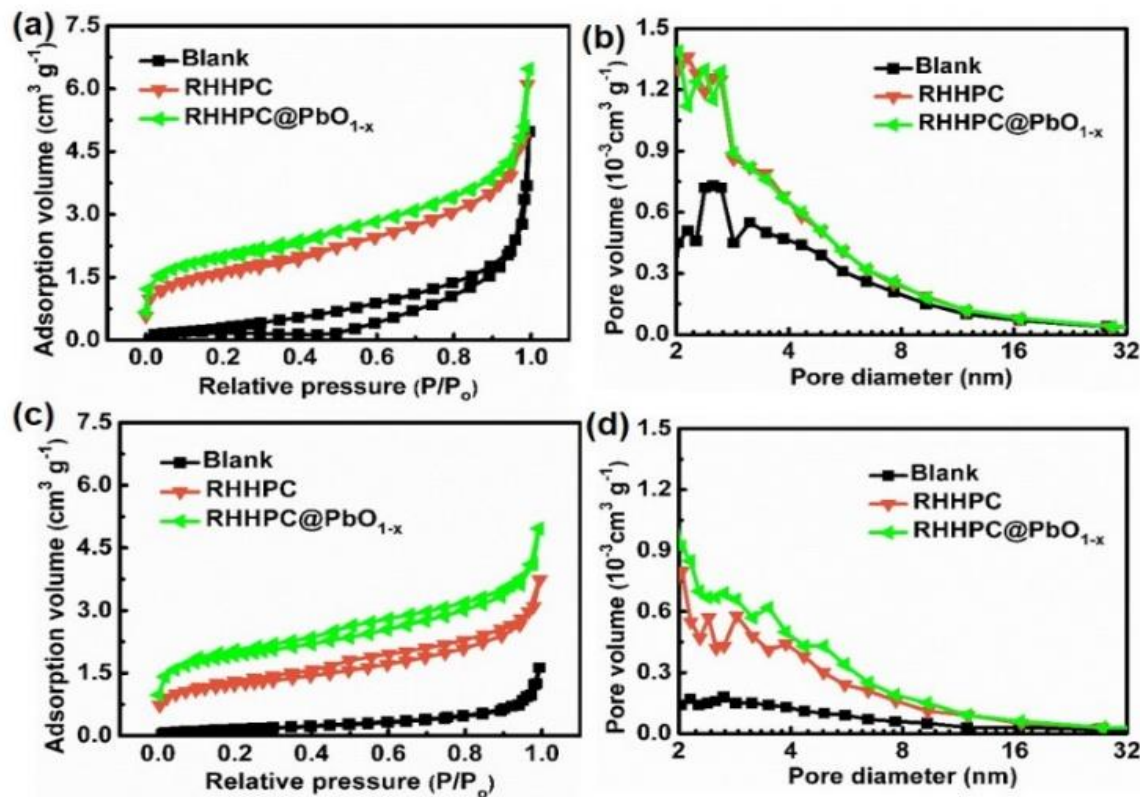 (a)
Adsorption volume (cm³ g⁻¹)
7.5
6.0
4.5
3.0
1.5
0.0
Blank
RHHPC
RHHPC@PbO₁₋ₓ
0.0 0.2 0.4 0.6 0.8 1.0
Relative pressure (P/Pₒ)
(b)
Pore volume (10⁻³cm³ g⁻¹)
1.5
1.2
0.9
0.6
0.3
0.0
Blank
RHHPC
RHHPC@PbO₁₋ₓ
2 4 8 16 32
Pore diameter (nm)
(c)
Adsorption volume (cm³ g⁻¹)
7.5
6.0
4.5
3.0
1.5
0.0
Blank
RHHPC
RHHPC@PbO₁₋ₓ
0.0 0.2 0.4 0.6 0.8 1.0
Relative pressure (P/Pₒ)
(d)
Pore volume (10⁻³cm³ g⁻¹)
1.5
1.2
0.9
0.6
0.3
0.0
Blank
RHHPC
RHHPC@PbO₁₋ₓ
2 4 8 16 32
Pore diameter (nm)